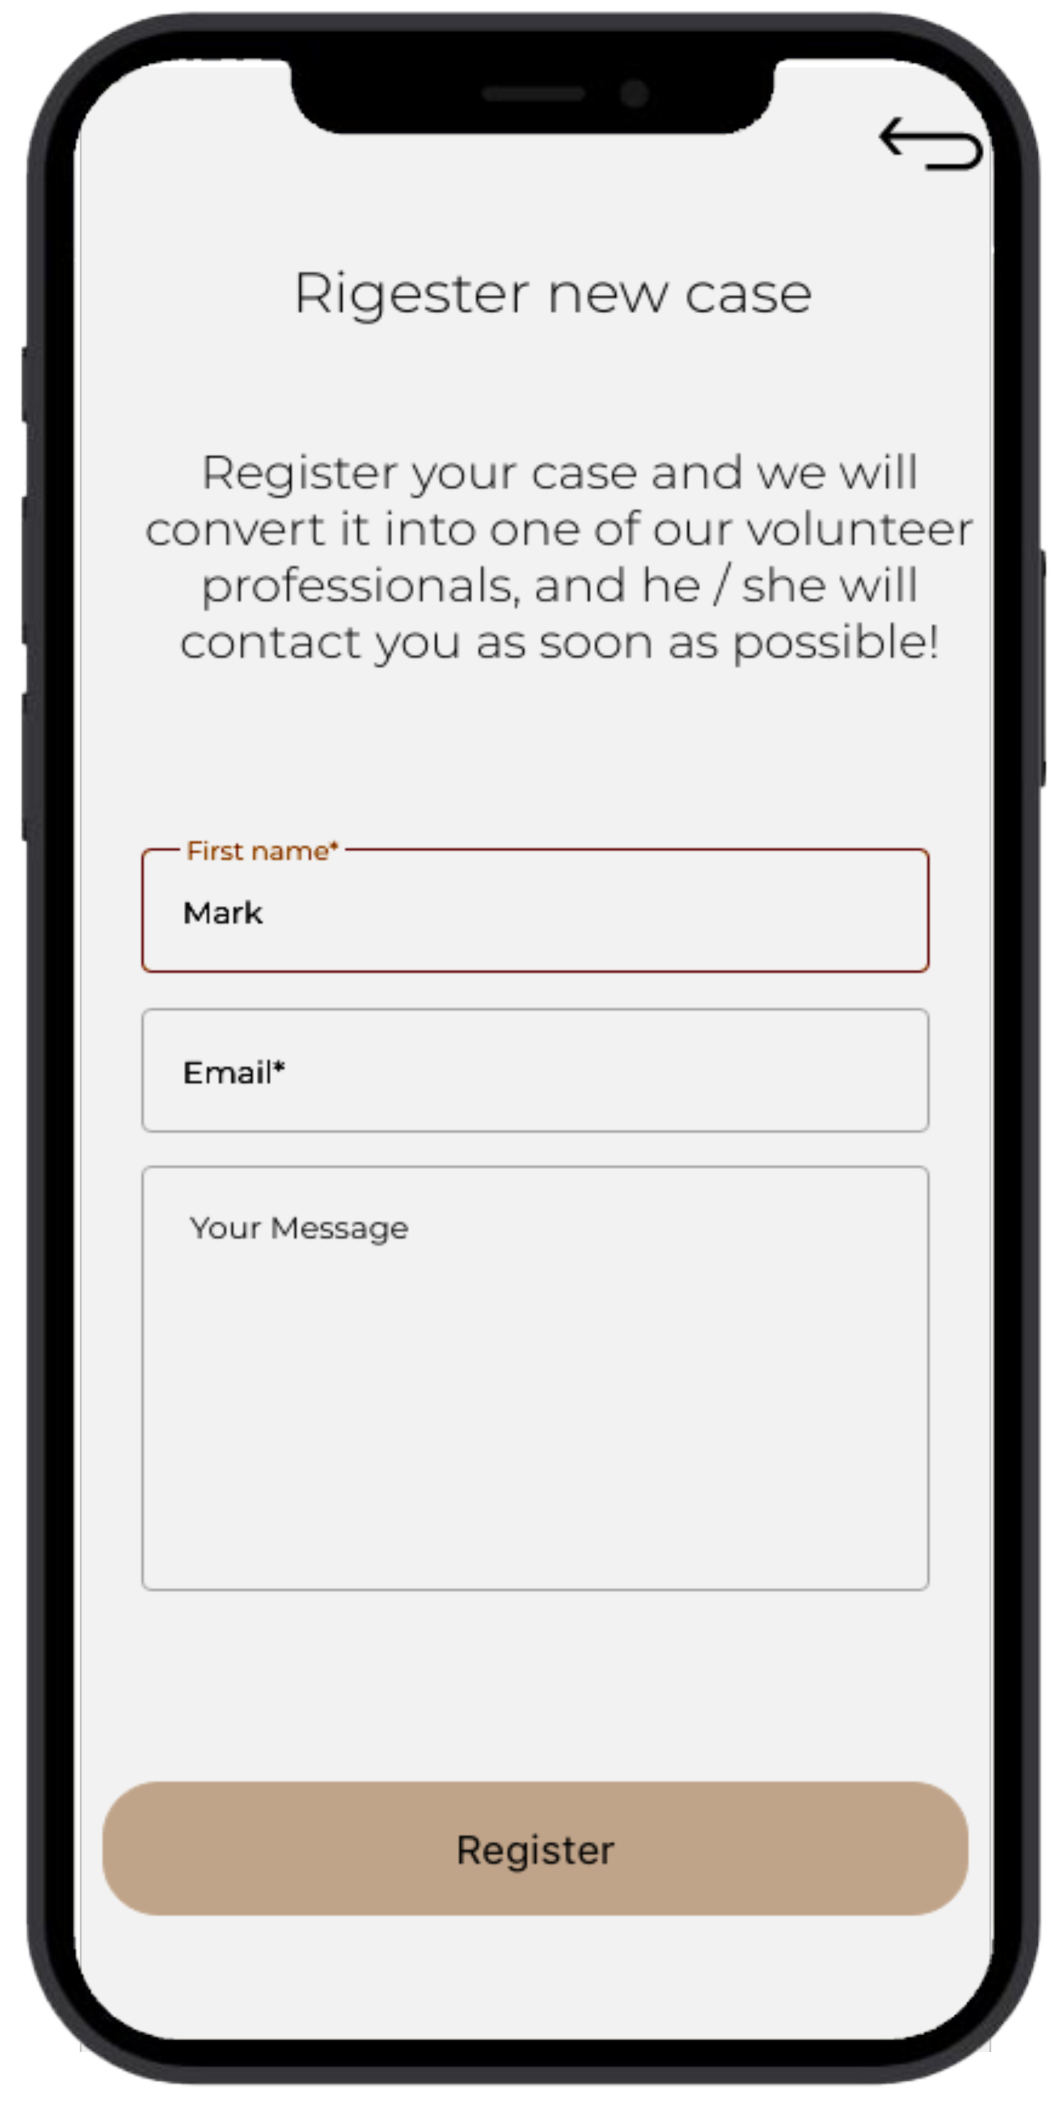 Rigester new case
Register your case and we will
convert it into one of our volunteer
professionals, and he / she will
contact you as soon as possible!
First name*
Mark
Email*
Your Message
Register